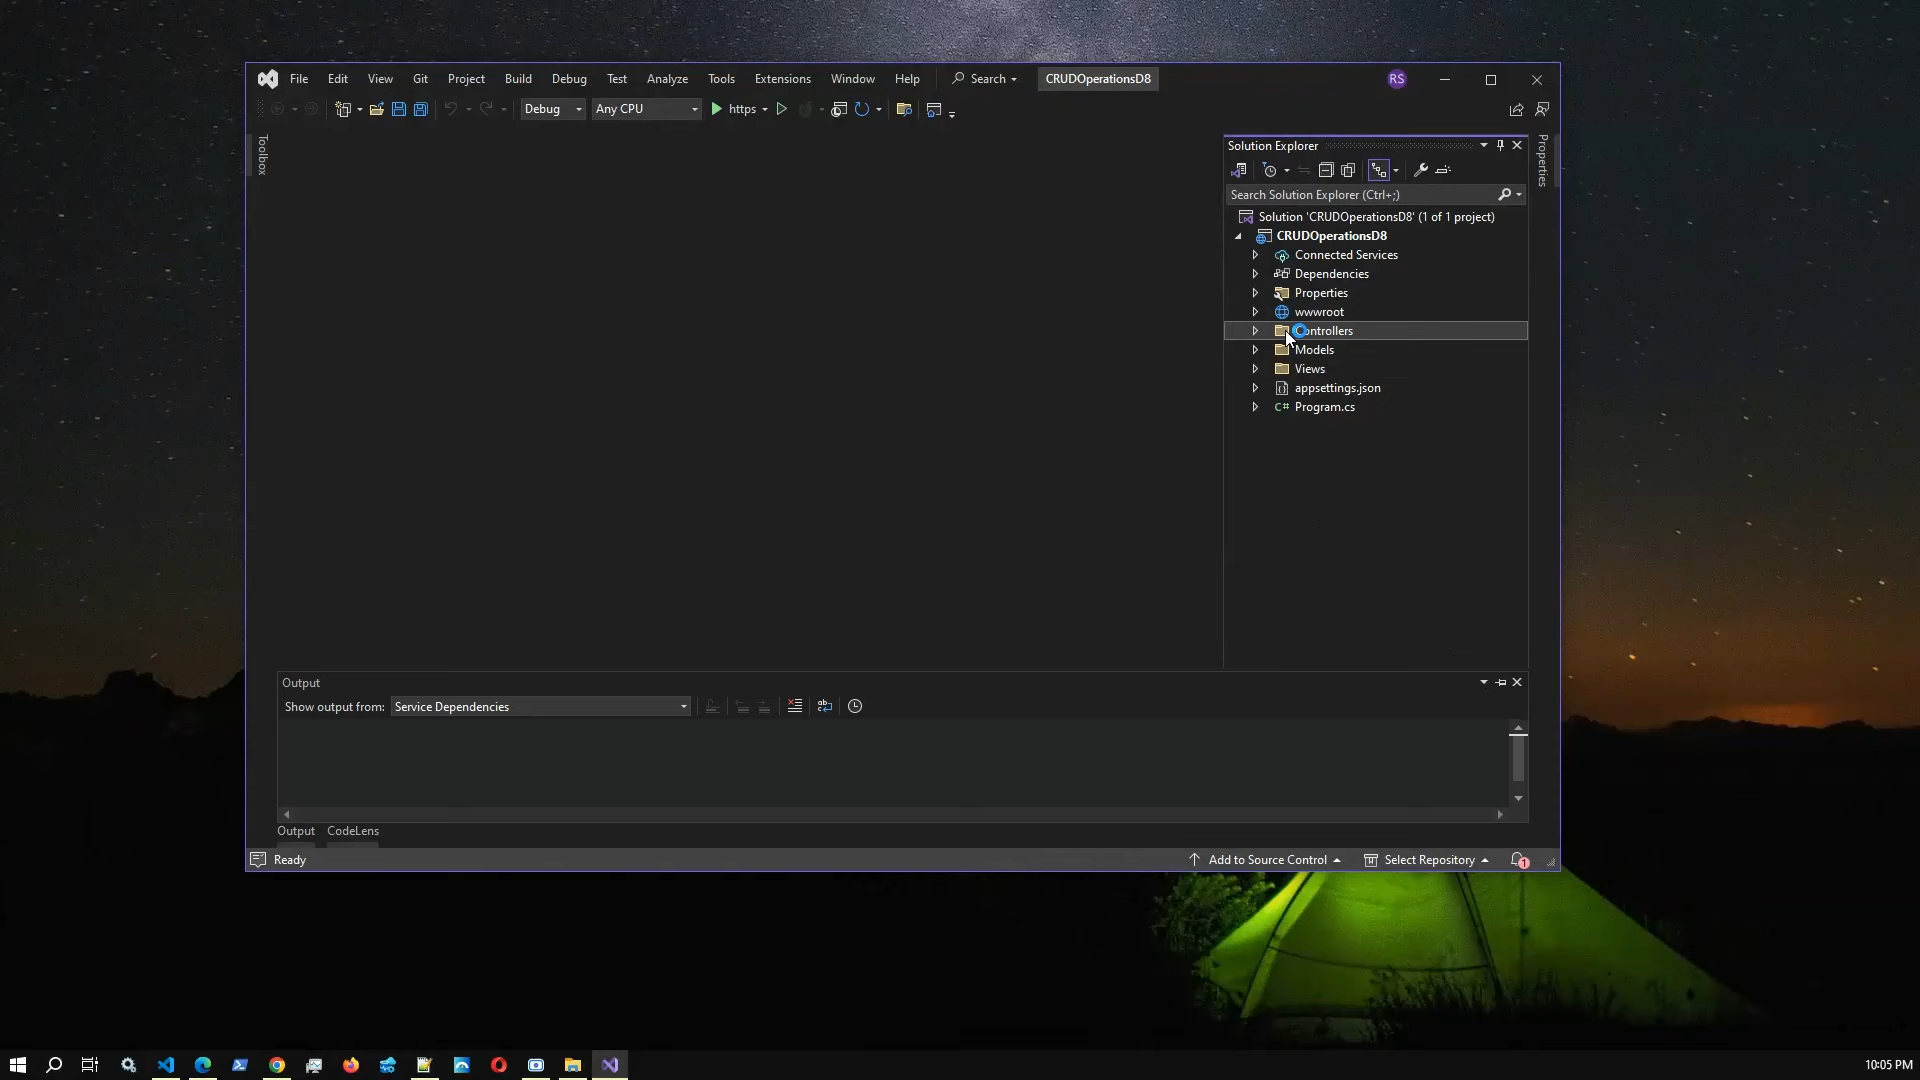 File Edit View Git Project Build Debug Test Analyze Tools Extensions Window Help Search CRUDOperationsD8 RS
Debug Any CPU https
Toolbox
Solution Explorer
Properties
Search Solution Explorer (Ctrl+;)
Solution 'CRUDOperationsD8' (1 of 1 project)
CRUDOperationsD8
Connected Services
Dependencies
Properties
wwwroot
ontrollers
Models
Views
appsettings.json
C# Program.cs
Output
Show output from: Service Dependencies
Output CodeLens
Ready Add to Source Control Select Repository 1
10:05 PM